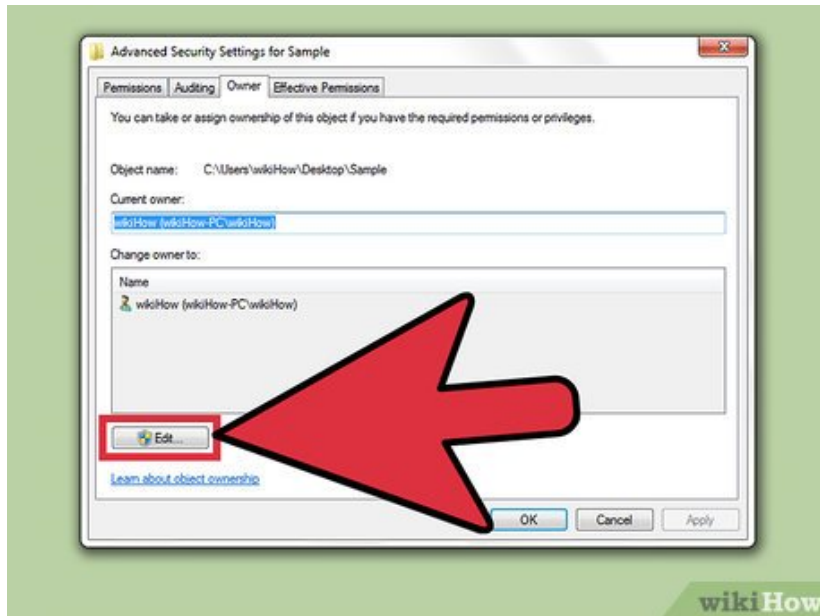 Advanced Security Settings for Sample
Permissions
Auditing
Owner
Effective Permissions
You can take or assign ownership of this object if you have the required permissions or privileges.
Object name: C:\Users\wikiHow\Desktop\Sample
Current owner:
wikiHow (wikiHow-PC\wikiHow)
Change owner to:
Name
wikiHow (wikiHow-PC\wikiHow)
Edit...
Learn about object ownership
OK
Cancel
Apply
wikiHow